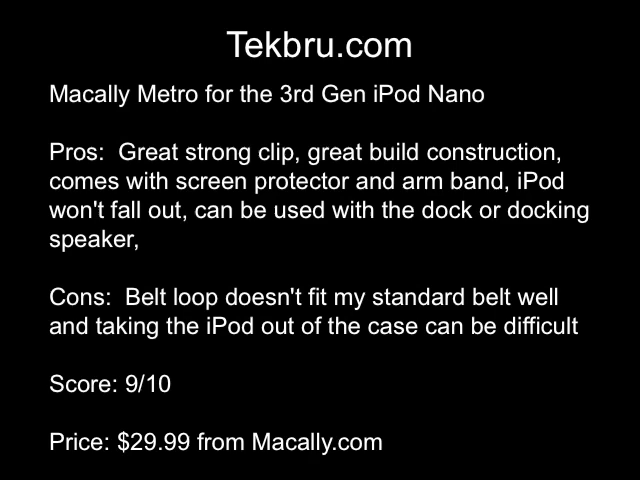 Tekbru.com
Macally Metro for the 3rd Gen iPod Nano
Pros:  Great strong clip, great build construction,
comes with screen protector and arm band, iPod
won't fall out, can be used with the dock or docking
speaker,
Cons:  Belt loop doesn't fit my standard belt well
and taking the iPod out of the case can be difficult
Score: 9/10
Price: $29.99 from Macally.com